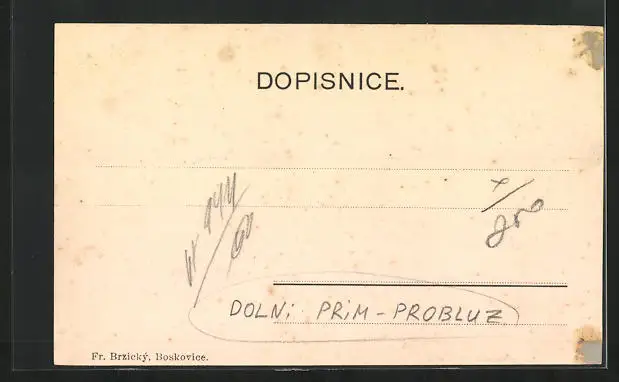 DOPISNICE.
DOLNi PRiM - PROBLUZ
Fr. Brzický, Boskovice.